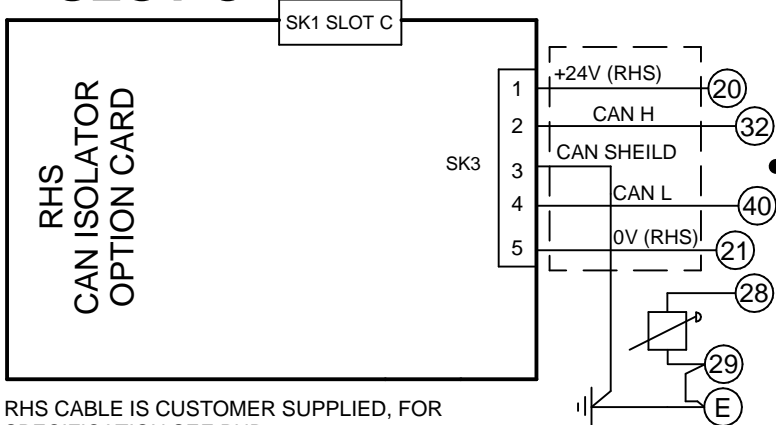 SK1 SLOT C
RHS
CAN ISOLATOR
OPTION CARD
SK3
1
2
3
4
5
+24V (RHS)
CAN H
CAN SHEILD
CAN L
0V (RHS)
20
32
40
21
28
29
E
RHS CABLE IS CUSTOMER SUPPLIED, FOR